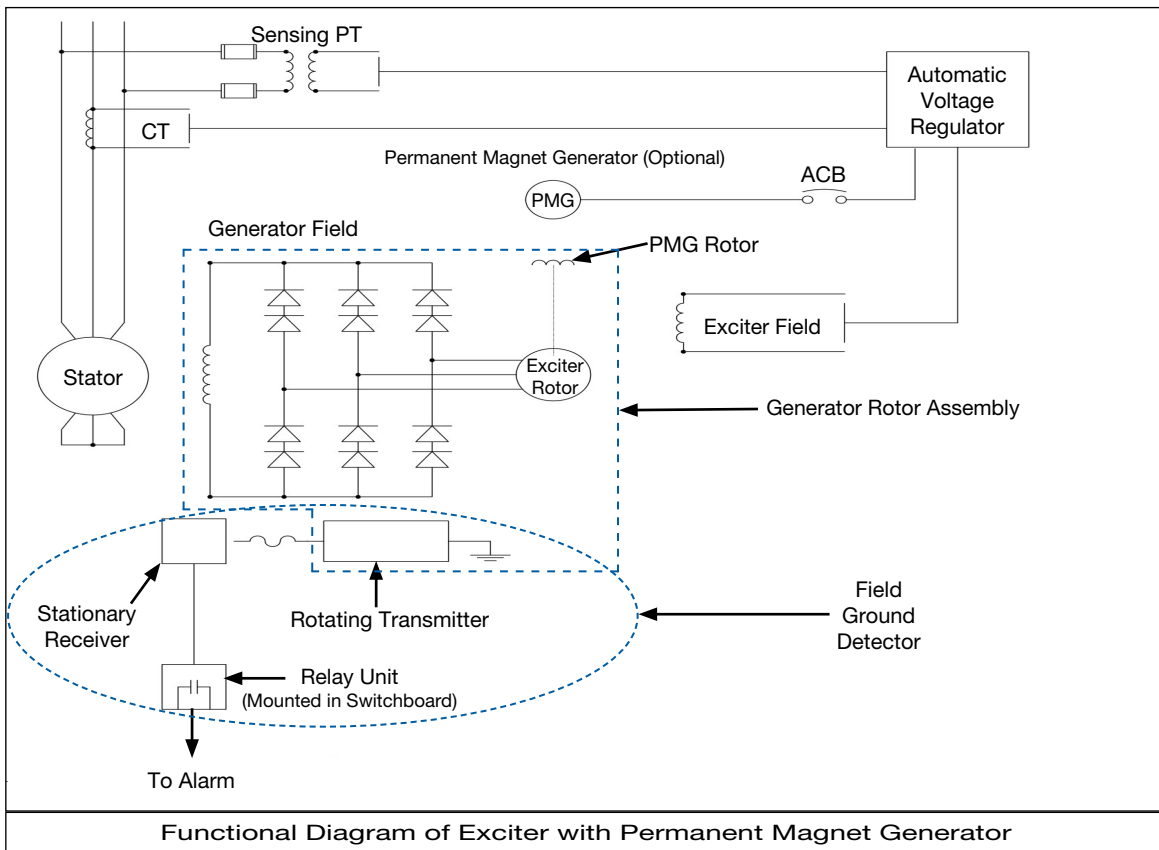 Sensing PT
Automatic
Voltage
Regulator
CT
Permanent Magnet Generator (Optional)
ACB
PMG
Generator Field
PMG Rotor
Exciter Field
Exciter
Rotor
Stator
Generator Rotor Assembly
Stationary
Receiver
Rotating Transmitter
Field
Ground
Detector
Relay Unit
(Mounted in Switchboard)
To Alarm
Functional Diagram of Exciter with Permanent Magnet Generator